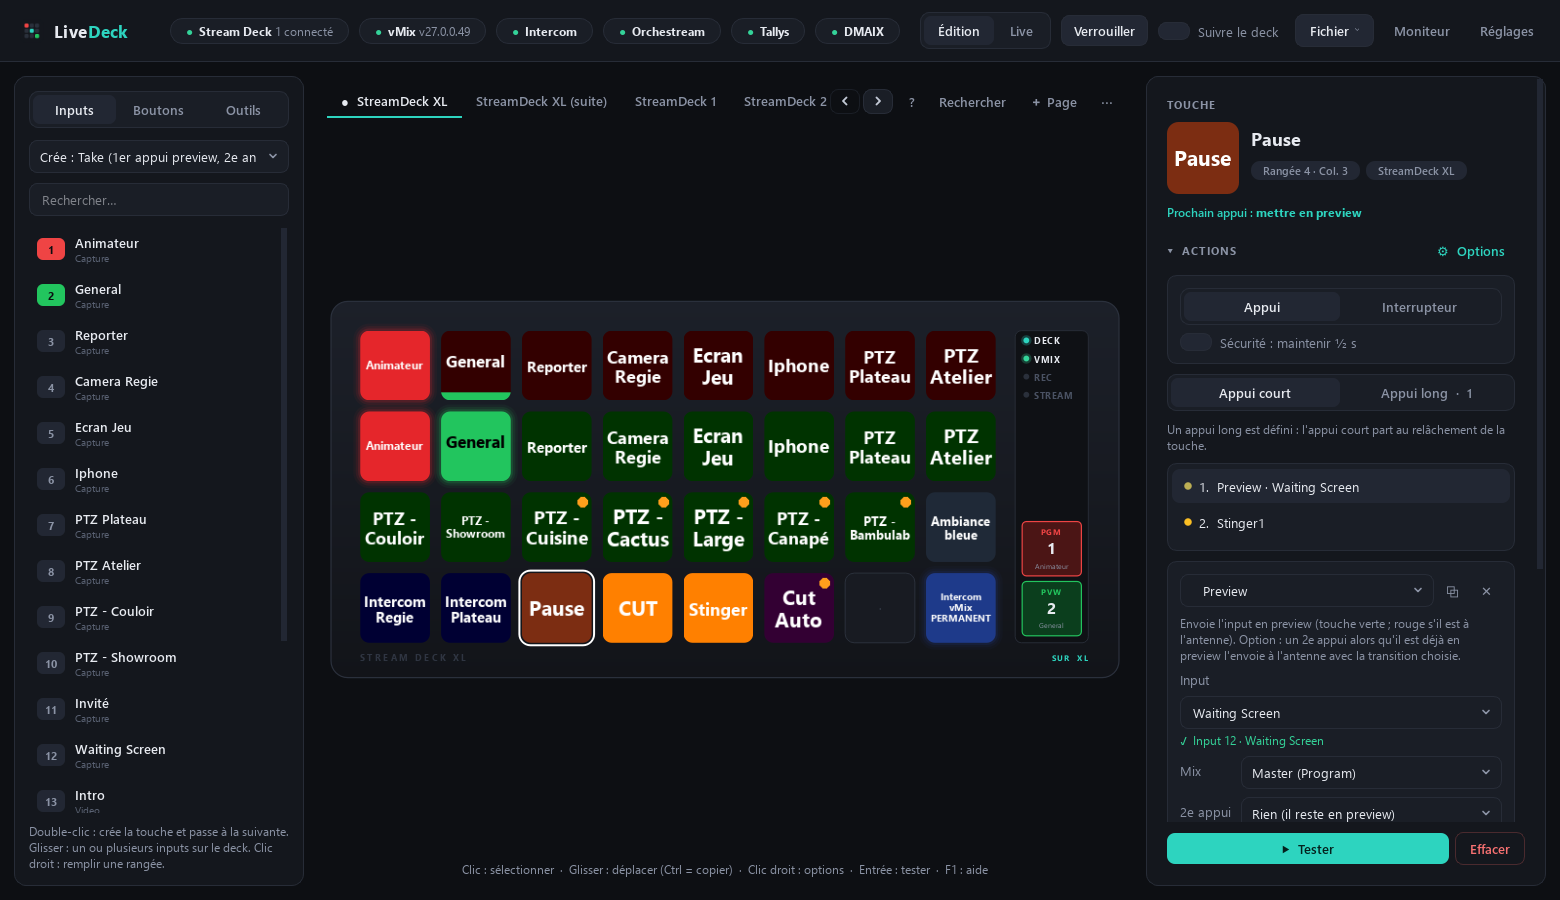 LiveDeck
Stream Deck 1 connecté
vMix v27.0.0.49
Intercom
Orchestream
Tallys
DMAIX
Édition
Live
Verrouiller
Suivre le deck
Fichier
Moniteur
Réglages
Inputs
Boutons
Outils
Crée : Take (1er appui preview, 2e an
Rechercher...
1
Animateur
Capture
2
General
Capture
3
Reporter
Capture
4
Camera Regie
Capture
5
Ecran Jeu
Capture
6
Iphone
Capture
7
PTZ Plateau
Capture
8
PTZ Atelier
Capture
9
PTZ - Couloir
Capture
10
PTZ - Showroom
Capture
11
Invité
Capture
12
Waiting Screen
Capture
13
Intro
Video
Double-clic : crée la touche et passe à la suivante.
Glisser : un ou plusieurs inputs sur le deck. Clic
droit : remplir une rangée.
StreamDeck XL
StreamDeck XL (suite)
StreamDeck 1
StreamDeck 2
?
Rechercher
+ Page
...
Animateur
General
Reporter
Camera
Regie
Ecran
Jeu
Iphone
PTZ
Plateau
PTZ
Atelier
Animateur
General
Reporter
Camera
Regie
Ecran
Jeu
Iphone
PTZ
Plateau
PTZ
Atelier
PTZ -
Couloir
PTZ -
Showroom
PTZ -
Cuisine
PTZ -
Cactus
PTZ -
Large
PTZ -
Canapé
PTZ -
Bambulab
Ambiance
bleue
Intercom
Regie
Intercom
Plateau
Pause
CUT
Stinger
Cut
Auto
Intercom
vMix
PERMANENT
DECK
VMIX
REC
STREAM
PGM
1
Animateur
PVW
2
General
STREAM DECK XL
SUR XL
Clic : sélectionner · Glisser : déplacer (Ctrl = copier) · Clic droit : options · Entrée : tester · F1 : aide
TOUCHE
Pause
Pause
Rangée 4 · Col. 3
StreamDeck XL
Prochain appui : mettre en preview
ACTIONS
Options
Appui
Interrupteur
Sécurité : maintenir ½ s
Appui court
Appui long · 1
Un appui long est défini : l'appui court part au relâchement de la
touche.
1. Preview · Waiting Screen
2. Stinger1
Preview
Envoie l'input en preview (touche verte ; rouge s'il est à
l'antenne). Option : un 2e appui alors qu'il est déjà en
preview l'envoie à l'antenne avec la transition choisie.
Input
Waiting Screen
✓ Input 12 · Waiting Screen
Mix
Master (Program)
2e appui
Rien (il reste en preview)
Tester
Effacer